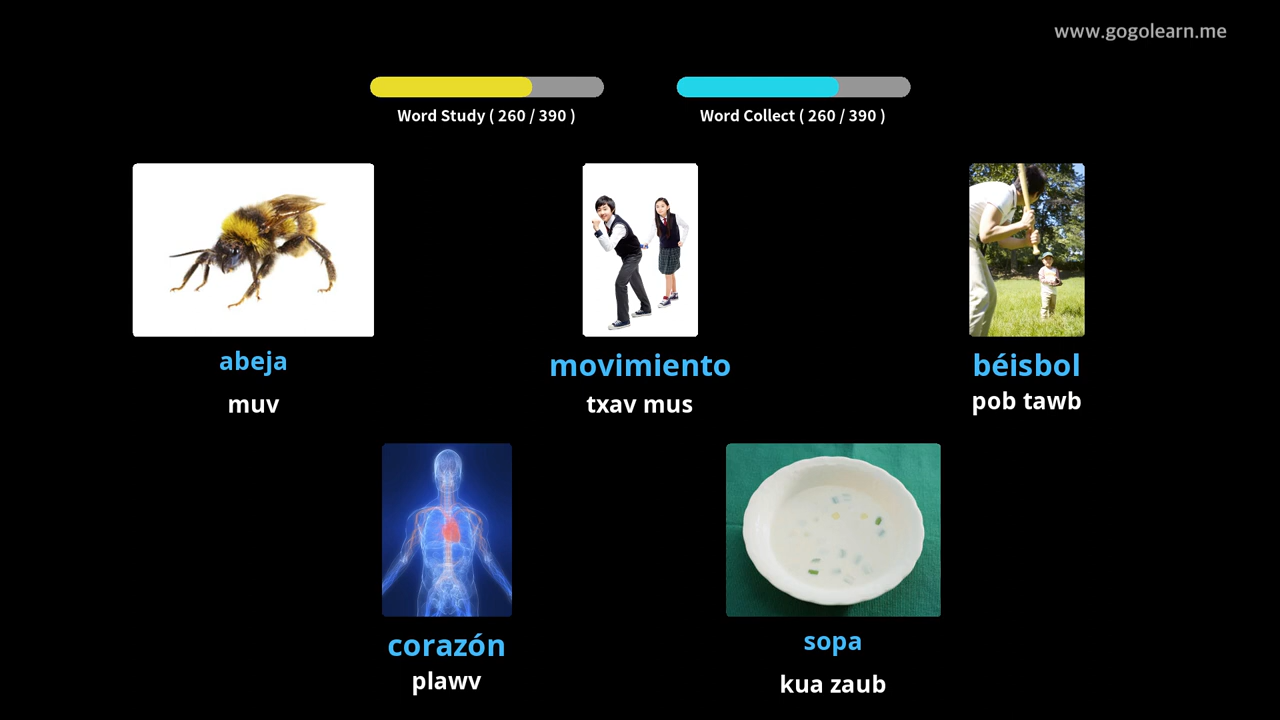 www.gogolearn.me
Word Study ( 260 / 390 )
Word Collect ( 260 / 390 )
abeja
muv
movimiento
txav mus
béisbol
pob tawb
corazón
plawv
sopa
kua zaub